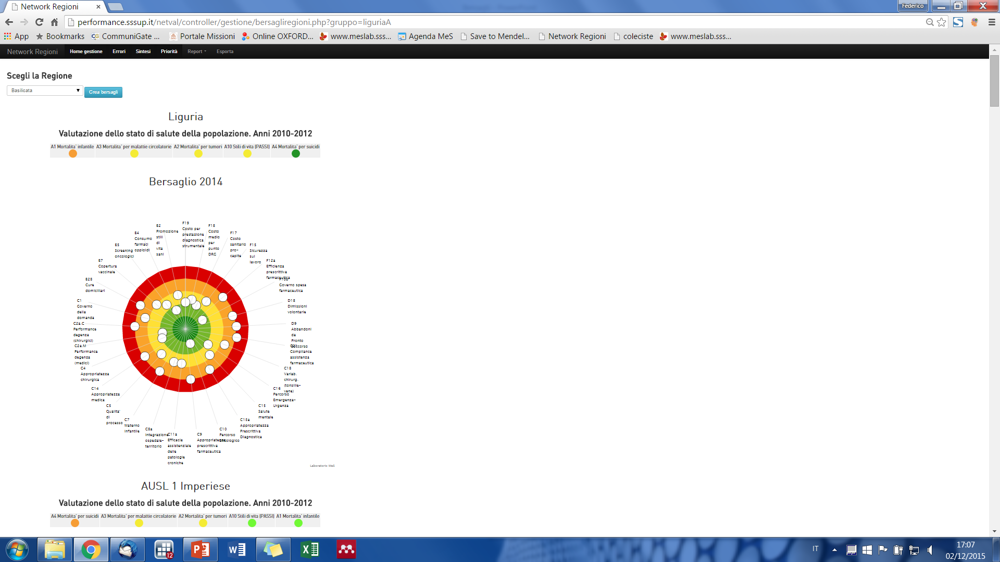 Network Regioni
Federico
performance.sssup.it/netval/controller/gestione/bersagliregioni.php?gruppo=liguriaA
App
Bookmarks
CommuniGate ...
Portale Missioni
Online OXFORD...
www.meslab.sss...
Agenda MeS
Save to Mendel...
Network Regioni
coleciste
www.meslab.sss...
Network Regioni
Home gestione
Errori
Sintesi
Priorità
Report
Esporta
Scegli la Regione
Basilicata
Crea bersagli
Liguria
Valutazione dello stato di salute della popolazione. Anni 2010-2012
A1 Mortalita' infantile
A3 Mortalita' per malattie circolatorie
A2 Mortalita' per tumori
A10 Stili di vita (PASSI)
A4 Mortalita' per suicidi
Bersaglio 2014
F19
Costo per
prestazione
diagnostica
strumentale
F18
Costo
medio
per
punto
DRG
F17
Costo
sanitario
pro-
capite
F15
Sicurezza
sul
lavoro
F12a
Efficienza
prescrittiva
farmaceutica
Governo spesa
farmaceutica
D18
Dimissioni
volontarie
D9
Abbandoni
da
Pronto
Soccorso
C21
Compliance
assistenza
farmaceutica
C18
Variab.
chirurg.
(tonsille-
vene)
C16
Percorso
Emergenza-
Urgenza
C15
Salute
mentale
C13a
Appropriatezza
Prescrittiva
Diagnostica
C10
Percorso
oncologico
C9
Appropriatezza
prescrittiva
farmaceutica
C11a
Efficacia
assistenziale
delle
patologie
croniche
C8a
Integrazione
ospedale-
territorio
C7
Materno
Infantile
C5
Qualita'
di
processo
C14
Appropriatezza
medica
C4
Appropriatezza
chirurgica
C2a.M
Performance
degenza
(medici)
C2a.C
Performance
degenza
(chirurgici)
C1
Governo
della
domanda
B28
Cure
domiciliari
B7
Copertura
vaccinale
B5
Screening
oncologici
B4
Consumo
farmaci
oppioidi
B2
Promozione
stili
di
vita
sani
Laboratorio MeS
AUSL 1 Imperiese
Valutazione dello stato di salute della popolazione. Anni 2010-2012
A4 Mortalita' per suicidi
A3 Mortalita' per malattie circolatorie
A2 Mortalita' per tumori
A10 Stili di vita (PASSI)
A1 Mortalita' infantile
12
IT
17:07
02/12/2015